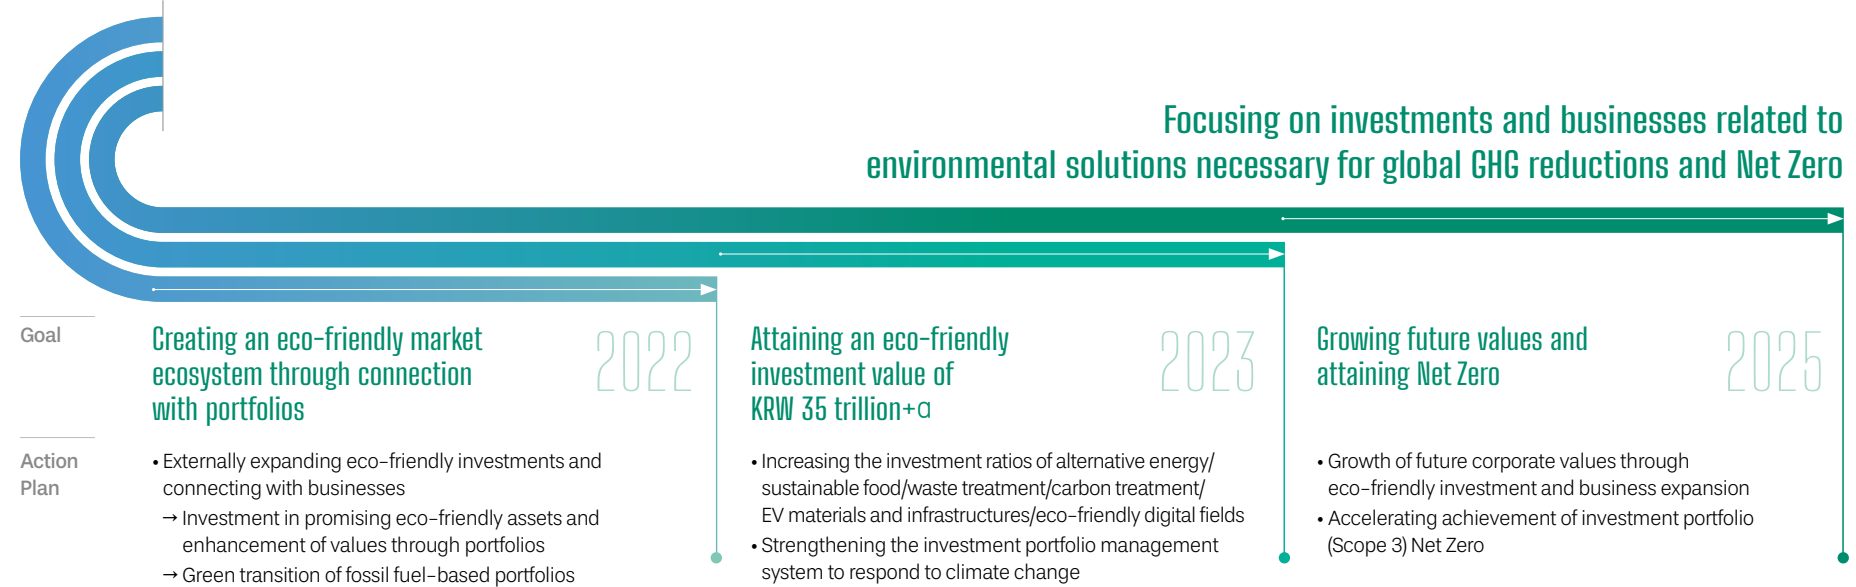 Focusing on investments and businesses related to
environmental solutions necessary for global GHG reductions and Net Zero
Goal
Creating an eco-friendly market
ecosystem through connection
with portfolios
2022
Attaining an eco-friendly
investment value of
KRW 35 trillion+α
2023
Growing future values and
attaining Net Zero
2025
Action
Plan
• Externally expanding eco-friendly investments and
connecting with businesses
→ Investment in promising eco-friendly assets and
enhancement of values through portfolios
→ Green transition of fossil fuel-based portfolios
• Increasing the investment ratios of alternative energy/
sustainable food/waste treatment/carbon treatment/
EV materials and infrastructures/eco-friendly digital fields
• Strengthening the investment portfolio management
system to respond to climate change
• Growth of future corporate values through
eco-friendly investment and business expansion
• Accelerating achievement of investment portfolio
(Scope 3) Net Zero